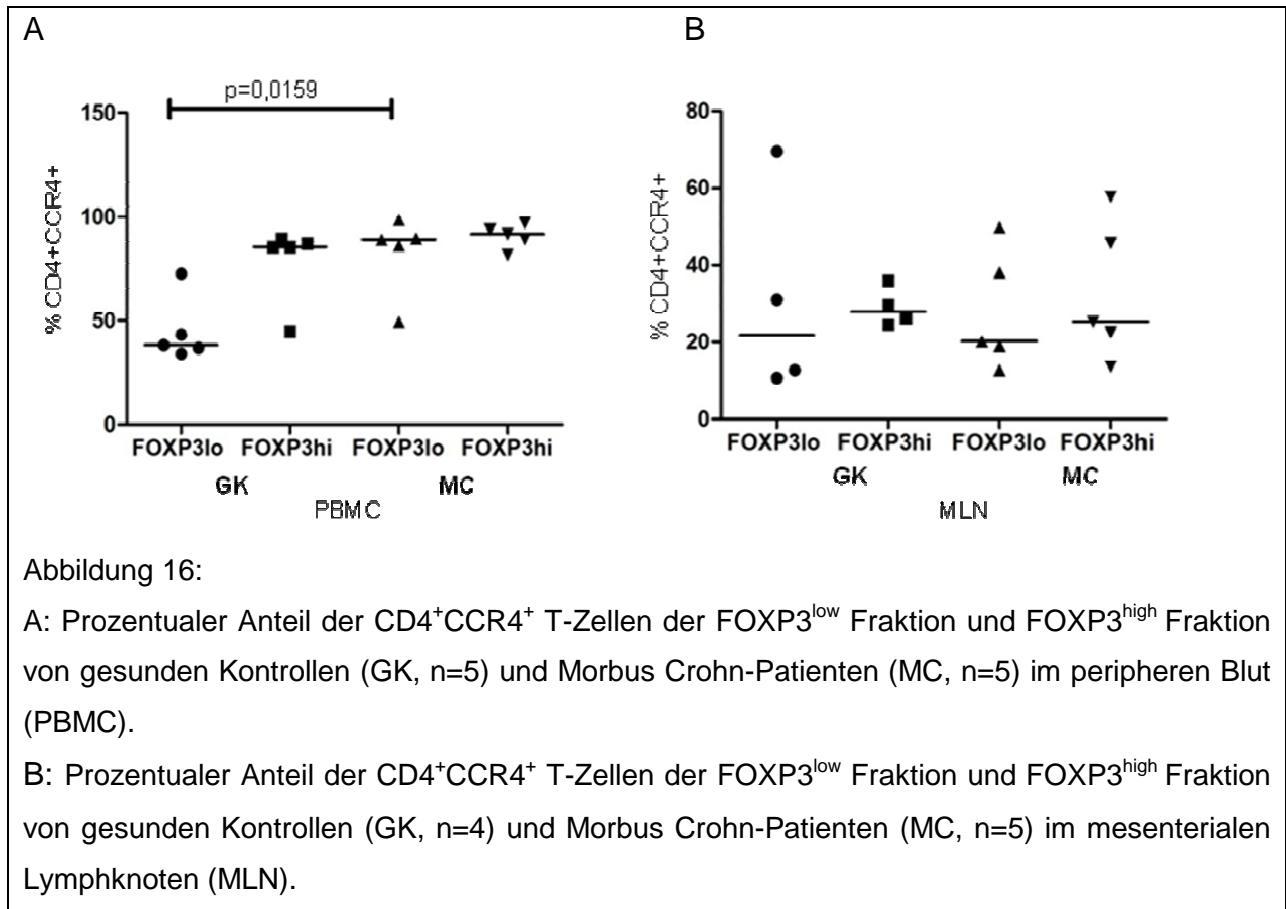 A
B
p=0,0159
150
100
50
0
% CD4+CCR4+
FOXP3lo FOXP3hi FOXP3lo FOXP3hi
GK MC
PBMC
80
60
40
20
0
% CD4+CCR4+
FOXP3lo FOXP3hi FOXP3lo FOXP3hi
GK MC
MLN
Abbildung 16:
A: Prozentualer Anteil der CD4⁺CCR4⁺ T-Zellen der FOXP3ˡᵒʷ Fraktion und FOXP3ʰⁱᵍʰ Fraktion
von gesunden Kontrollen (GK, n=5) und Morbus Crohn-Patienten (MC, n=5) im peripheren Blut
(PBMC).
B: Prozentualer Anteil der CD4⁺CCR4⁺ T-Zellen der FOXP3ˡᵒʷ Fraktion und FOXP3ʰⁱᵍʰ Fraktion
von gesunden Kontrollen (GK, n=4) und Morbus Crohn-Patienten (MC, n=5) im mesenterialen
Lymphknoten (MLN).